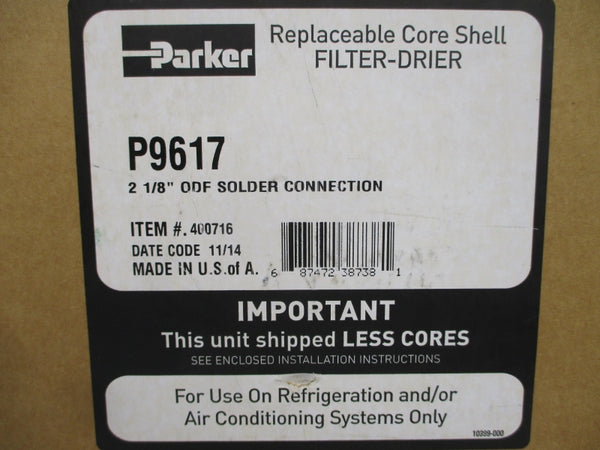 Parker
Replaceable Core Shell
FILTER-DRIER
P9617
2 1/8" ODF SOLDER CONNECTION
ITEM #. 400716
DATE CODE 11/14
MADE IN U.S.of A.
6 87472 38738 1
IMPORTANT
This unit shipped LESS CORES
SEE ENCLOSED INSTALLATION INSTRUCTIONS
For Use On Refrigeration and/or
Air Conditioning Systems Only
10399-000